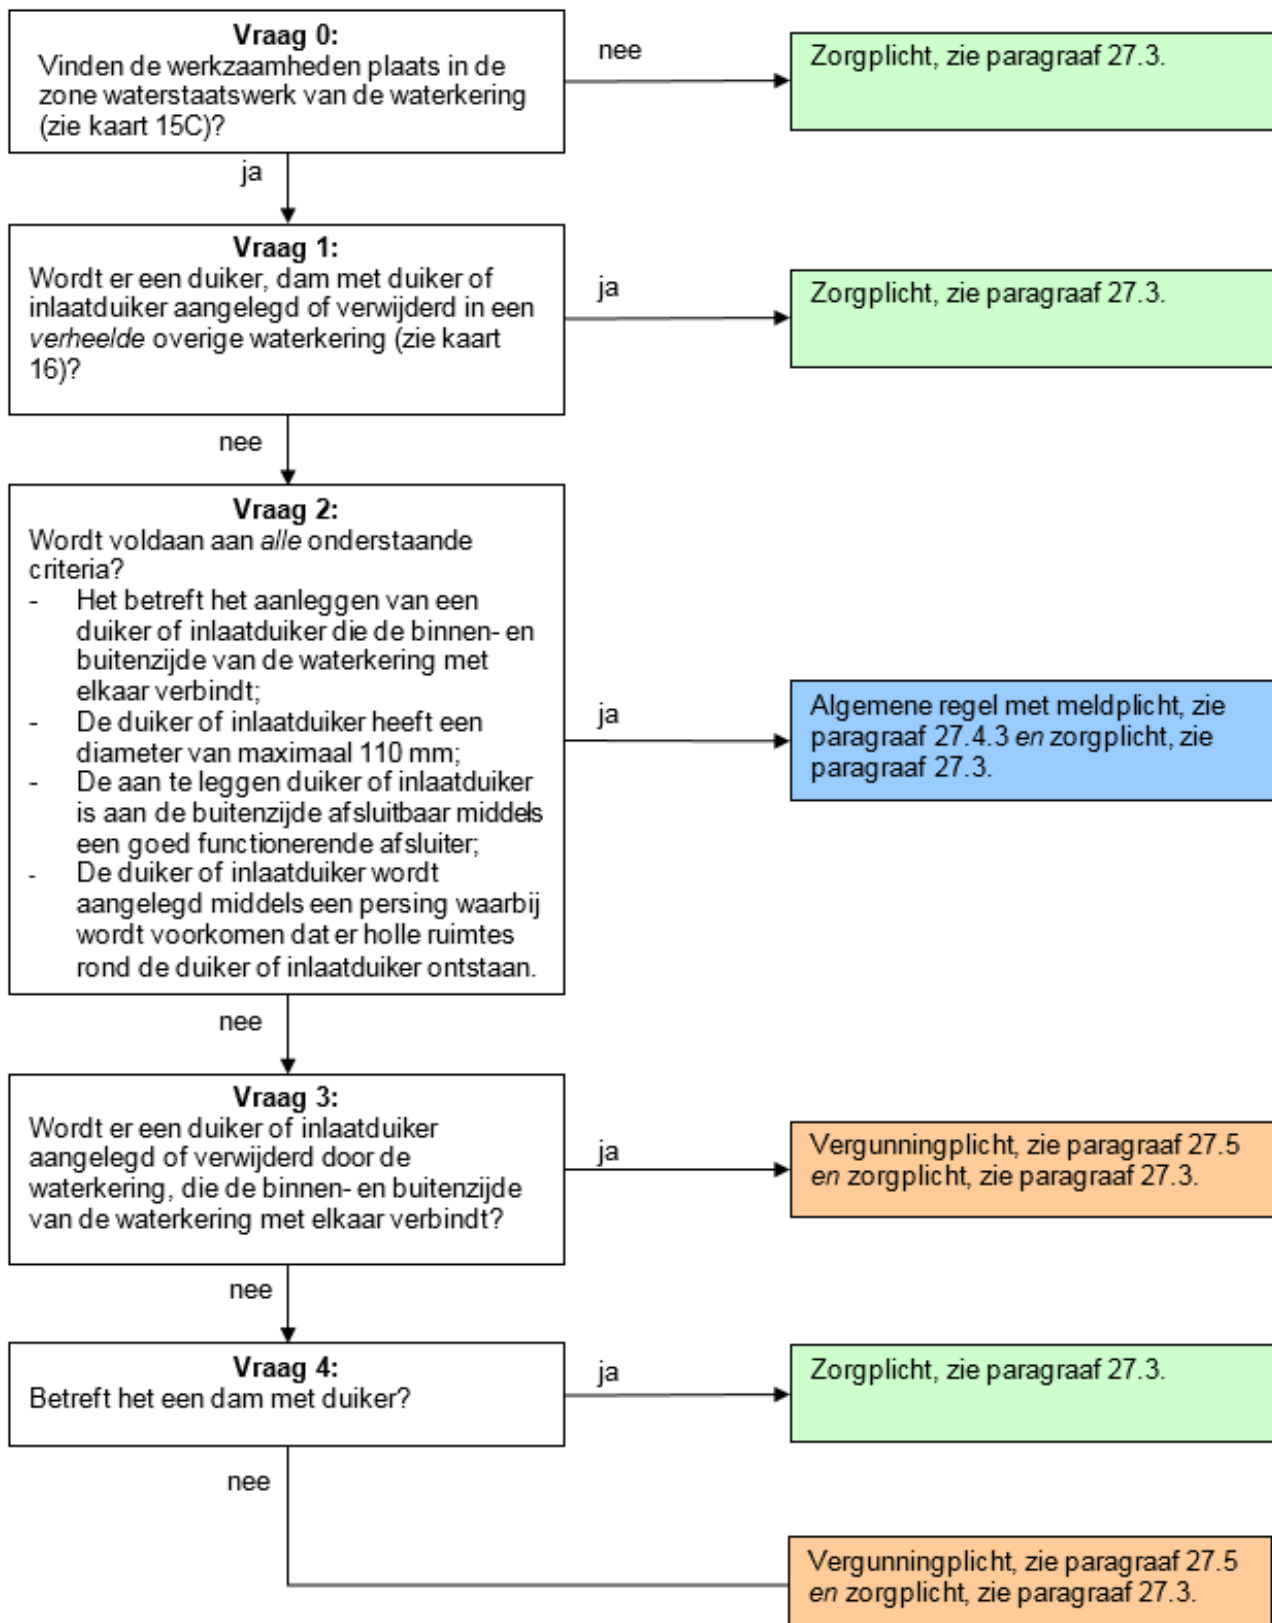 Vraag 0:
Vinden de werkzaamheden plaats in de
zone waterstaatswerk van de waterkering
(zie kaart 15C)?
nee
Zorgplicht, zie paragraaf 27.3.
ja
Vraag 1:
Wordt er een duiker, dam met duiker of
inlaatduiker aangelegd of verwijderd in een
verheelde overige waterkering (zie kaart
16)?
ja
Zorgplicht, zie paragraaf 27.3.
nee
Vraag 2:
Wordt voldaan aan alle onderstaande
criteria?
- Het betreft het aanleggen van een
duiker of inlaatduiker die de binnen- en
buitenzijde van de waterkering met
elkaar verbindt;
- De duiker of inlaatduiker heeft een
diameter van maximaal 110 mm;
- De aan te leggen duiker of inlaatduiker
is aan de buitenzijde afsluitbaar middels
een goed functionerende afsluiter;
- De duiker of inlaatduiker wordt
aangelegd middels een persing waarbij
wordt voorkomen dat er holle ruimtes
rond de duiker of inlaatduiker ontstaan.
ja
Algemene regel met meldplicht, zie
paragraaf 27.4.3 en zorgplicht, zie
paragraaf 27.3.
nee
Vraag 3:
Wordt er een duiker of inlaatduiker
aangelegd of verwijderd door de
waterkering, die de binnen- en buitenzijde
van de waterkering met elkaar verbindt?
ja
Vergunningplicht, zie paragraaf 27.5
en zorgplicht, zie paragraaf 27.3.
nee
Vraag 4:
Betreft het een dam met duiker?
ja
Zorgplicht, zie paragraaf 27.3.
nee
Vergunningplicht, zie paragraaf 27.5
en zorgplicht, zie paragraaf 27.3.